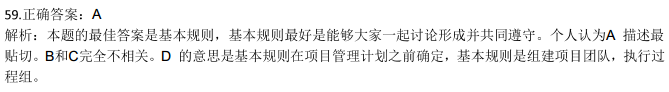 59.正确答案：A
解析：本题的最佳答案是基本规则，基本规则最好是能够大家一起讨论形成并共同遵守。个人认为A 描述最
贴切。B和C完全不相关。D 的意思是基本规则在项目管理计划之前确定，基本规则是组建项目团队，执行过
程组。